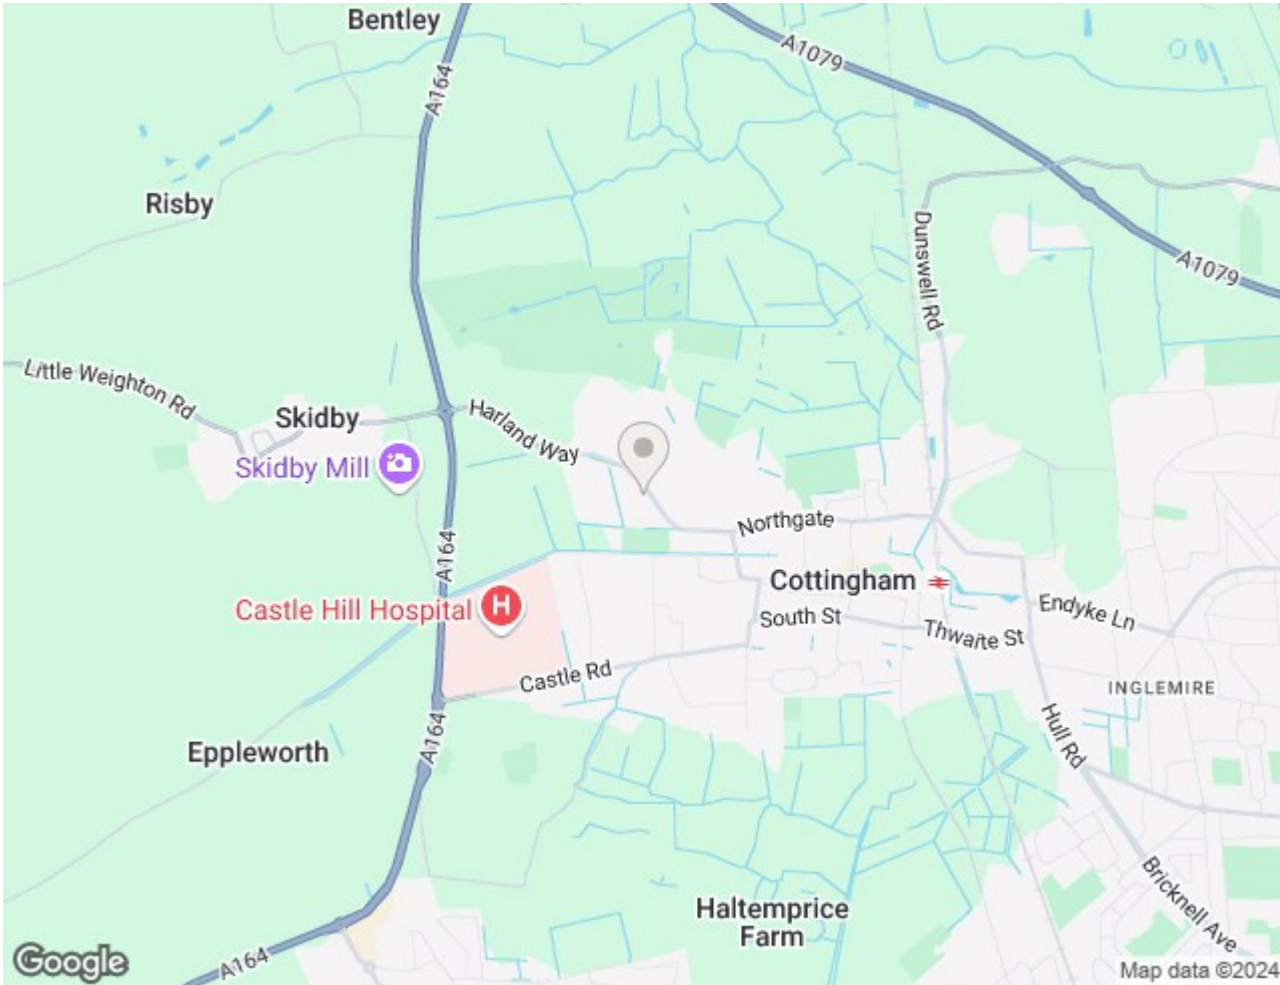 Bentley
A1079
A164
Risby
Dunswell Rd
A1079
Little Weighton Rd
Skidby
Harland Way
Skidby Mill
Northgate
A164
Cottingham
Castle Hill Hospital
H
South St
Endyke Ln
Thwaite St
Castle Rd
INGLEMIRE
Hull Rd
A164
Eppleworth
Bricknell Ave
Haltemprice
Farm
A164
Google
Map data ©2024